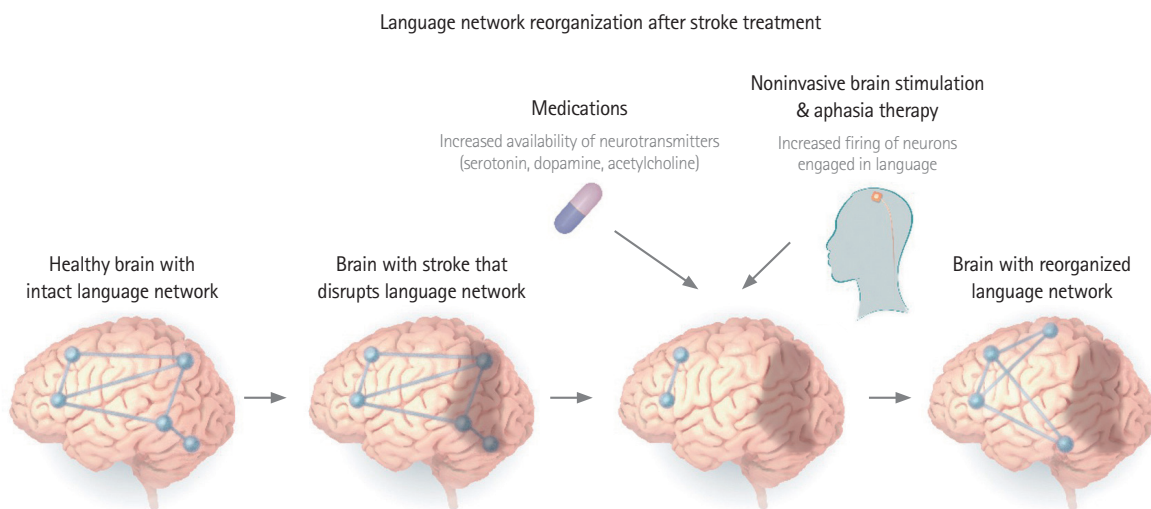 Language network reorganization after stroke treatment
Medications
Increased availability of neurotransmitters
(serotonin, dopamine, acetylcholine)
Noninvasive brain stimulation
& aphasia therapy
Increased firing of neurons
engaged in language
Healthy brain with
intact language network
Brain with stroke that
disrupts language network
Brain with reorganized
language network